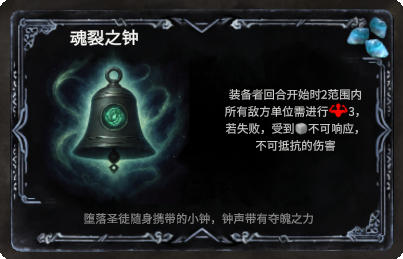 魂裂之钟
装备者回合开始时2范围内
所有敌方单位需进行3，
若失败，受到不可响应，
不可抵抗的伤害
堕落圣徒随身携带的小钟，钟声带有夺魄之力